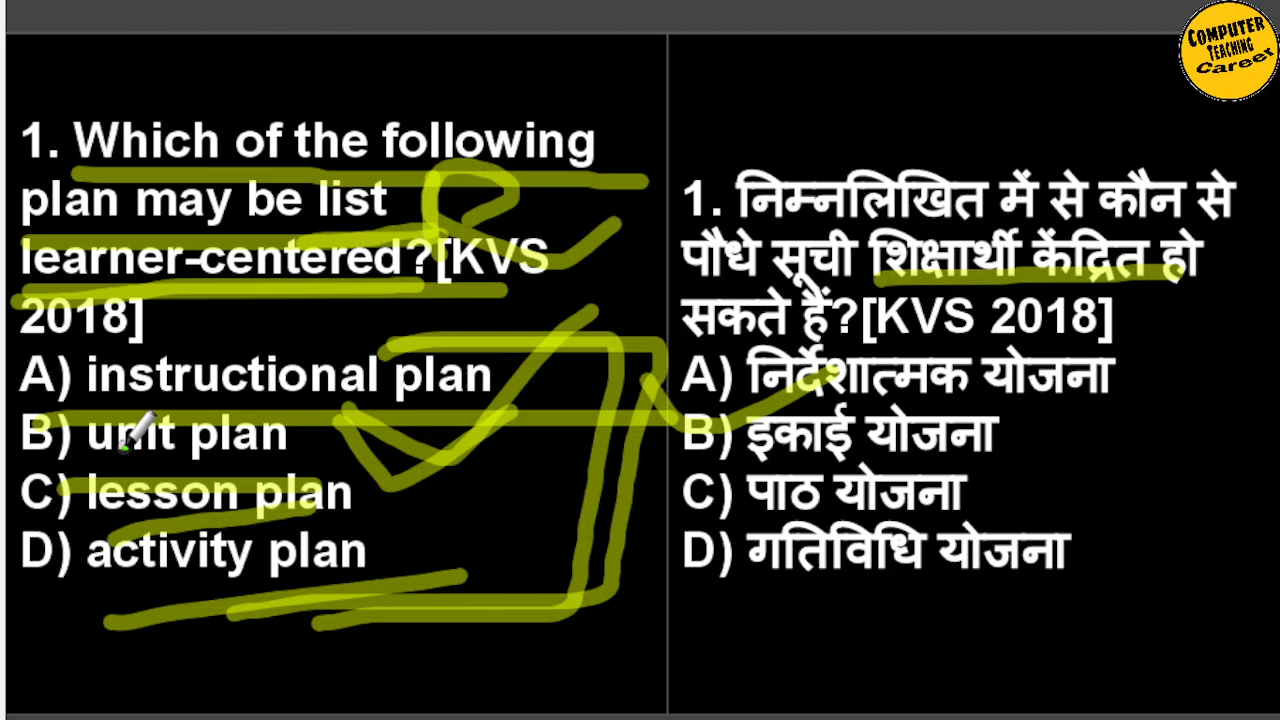 COMPUTER
TEACHING
Career
1. Which of the following
plan may be list
learner-centered?[KVS
2018]
A) instructional plan
B) unit plan
C) lesson plan
D) activity plan
1. निम्नलिखित में से कौन से
पौधे सूची शिक्षार्थी केंद्रित हो
सकते हैं?[KVS 2018]
A) निर्देशात्मक योजना
B) इकाई योजना
C) पाठ योजना
D) गतिविधि योजना